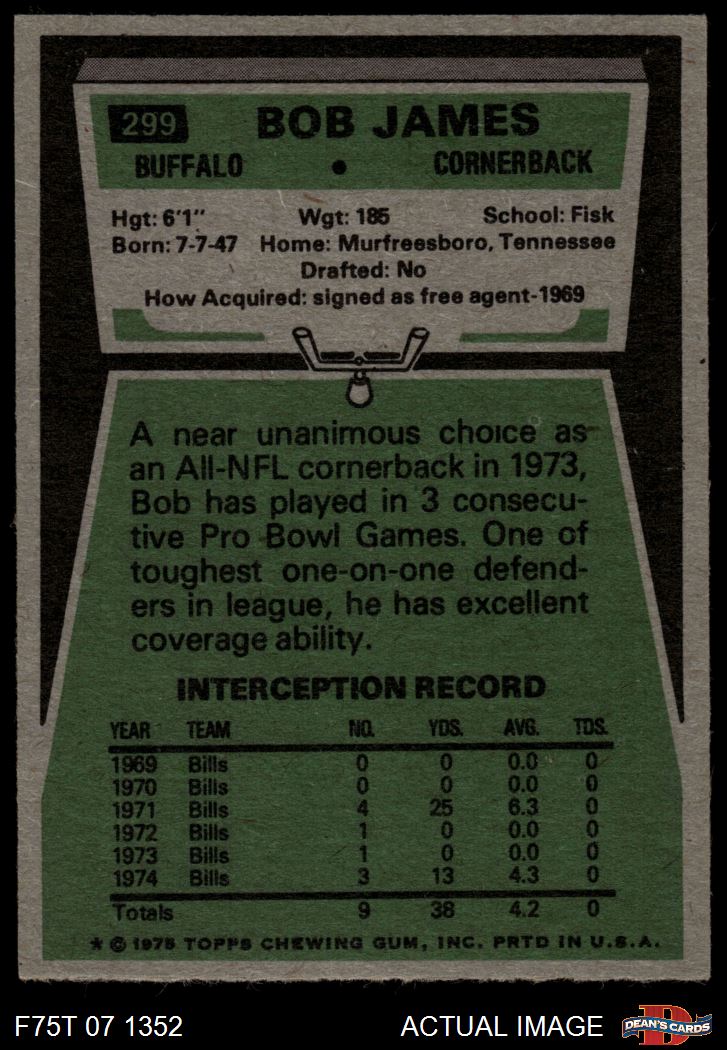 299 BOB JAMES
BUFFALO • CORNERBACK
Hgt: 6'1" Wgt: 185 School: Fisk
Born: 7-7-47 Home: Murfreesboro, Tennessee
Drafted: No
How Acquired: signed as free agent-1969
A near unanimous choice as
an All-NFL cornerback in 1973,
Bob has played in 3 consecu-
tive Pro Bowl Games. One of
toughest one-on-one defend-
ers in league, he has excellent
coverage ability.
INTERCEPTION RECORD
YEAR TEAM NO. YDS. AVG. TDS.
1969 Bills 0 0 0.0 0
1970 Bills 0 0 0.0 0
1971 Bills 4 25 6.3 0
1972 Bills 1 0 0.0 0
1973 Bills 1 0 0.0 0
1974 Bills 3 13 4.3 0
Totals 9 38 4.2 0
* © 1975 TOPPS CHEWING GUM, INC. PRTD IN U.S.A.
F75T 07 1352 ACTUAL IMAGE D DEAN'S CARDS